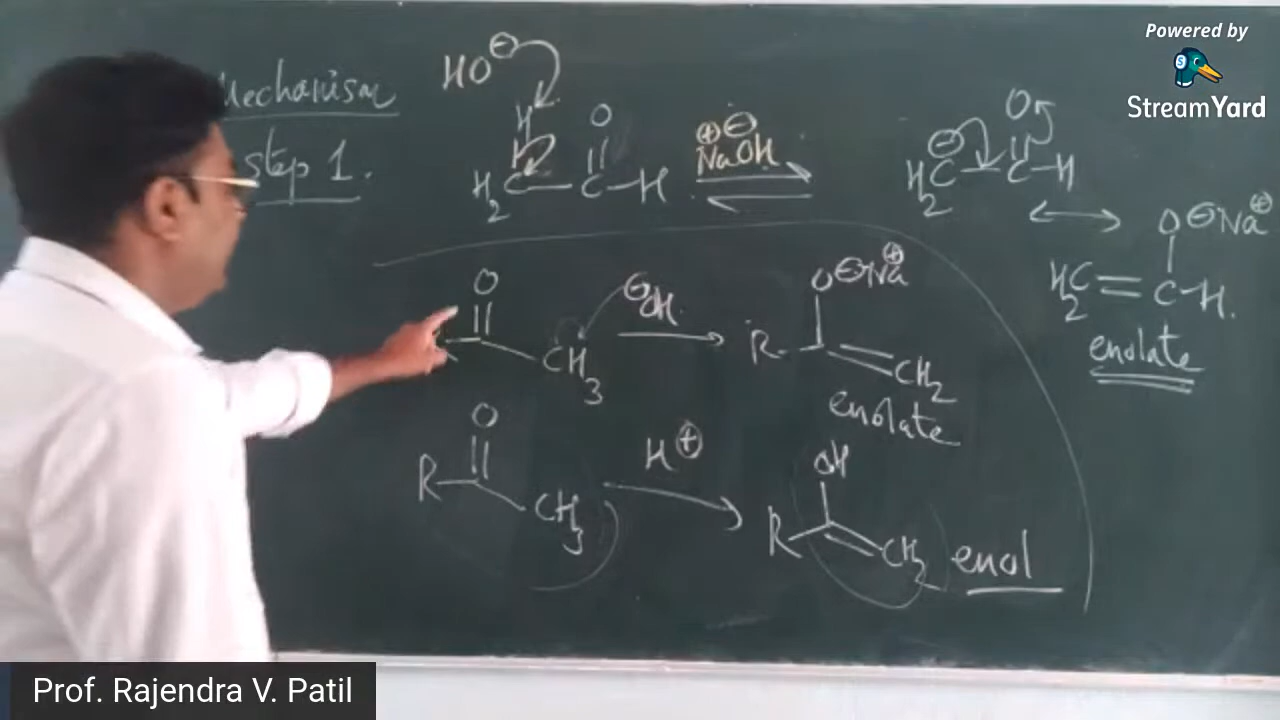 Powered by
StreamYard
Mechanism
step 1.
HO⊖
H
O
H₂C—C—H
⊕⊖
NaOH
O
⊖
H₂C—C—H
O⊖Na⊕
H₂C=C-H.
enolate
O
CH₃
⊖OH.
O⊖Na⊕
R-
CH₂
enolate
O
R
CH₃
H⊕
OH
R
CH₂
enol
Prof. Rajendra V. Patil